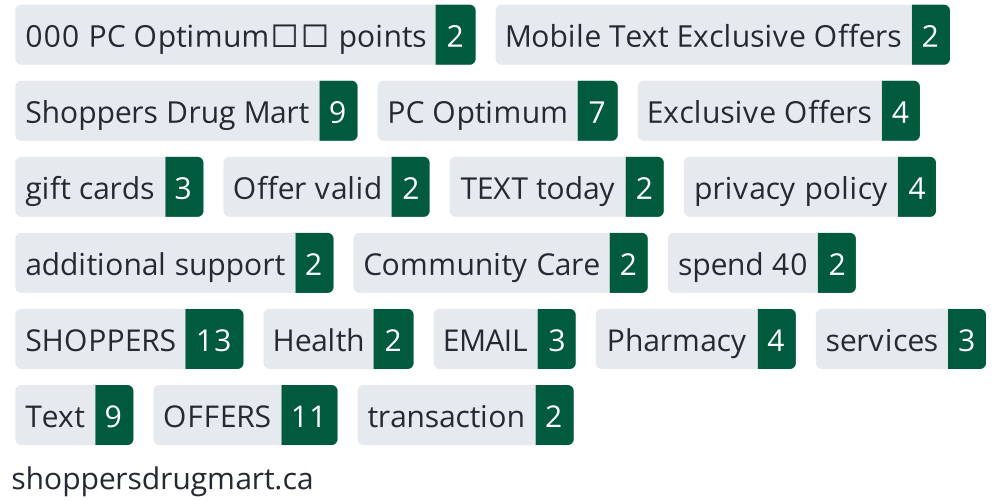 000 PC Optimum□□ points 2 Mobile Text Exclusive Offers 2
Shoppers Drug Mart 9 PC Optimum 7 Exclusive Offers 4
gift cards 3 Offer valid 2 TEXT today 2 privacy policy 4
additional support 2 Community Care 2 spend 40 2
SHOPPERS 13 Health 2 EMAIL 3 Pharmacy 4 services 3
Text 9 OFFERS 11 transaction 2
shoppersdrugmart.ca